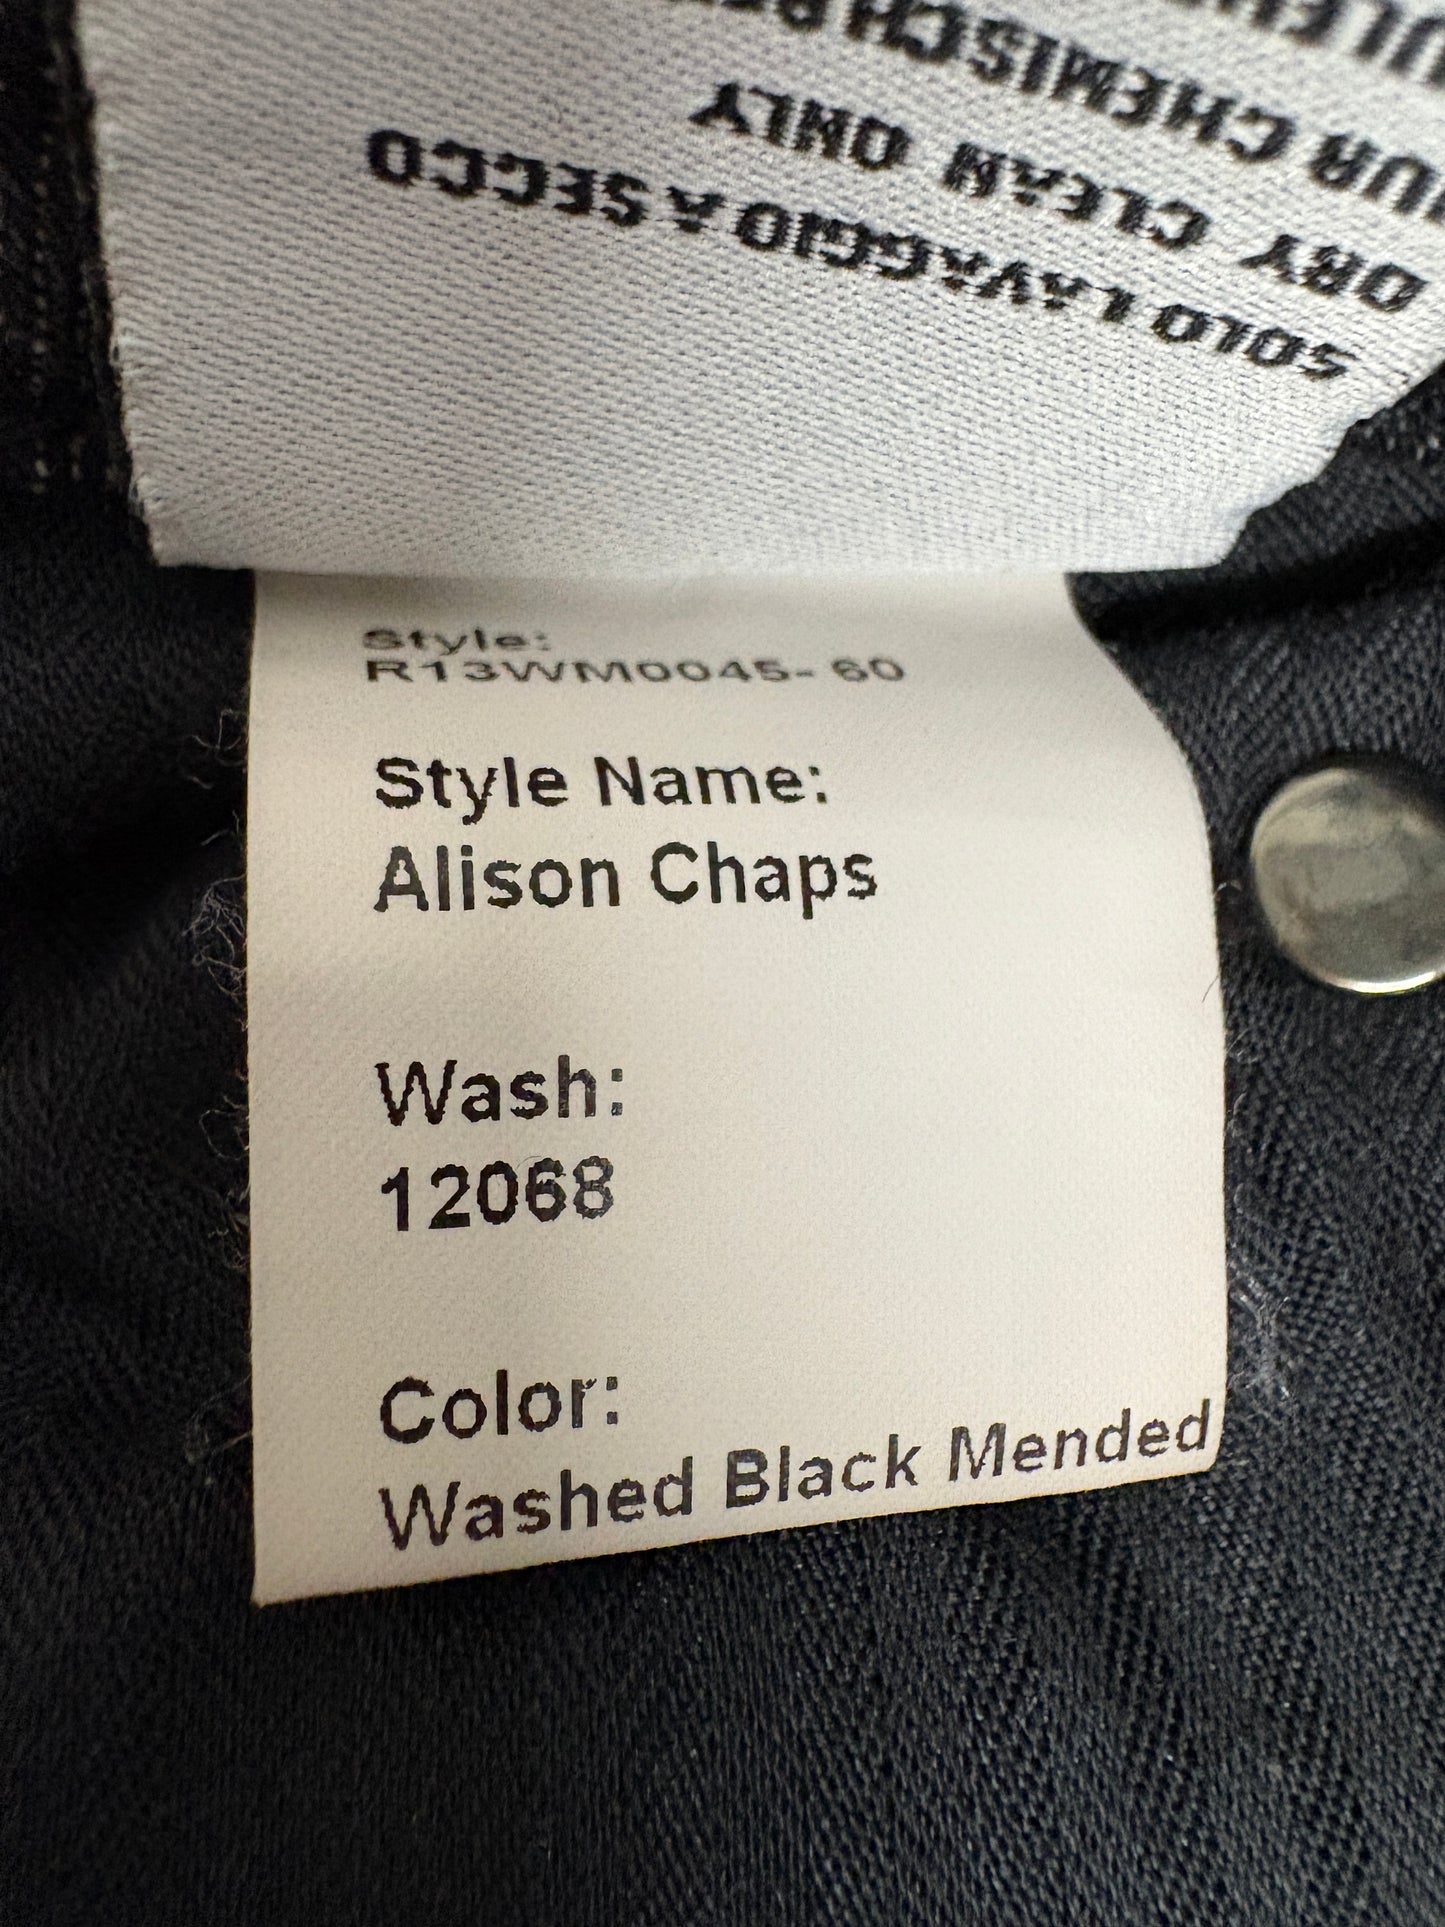 SOLO LAVAGGIO A SECCO
DRY CLEAN ONLY
Style:
R13WM0045- 60
Style Name:
Alison Chaps
Wash:
12068
Color:
Washed Black Mended